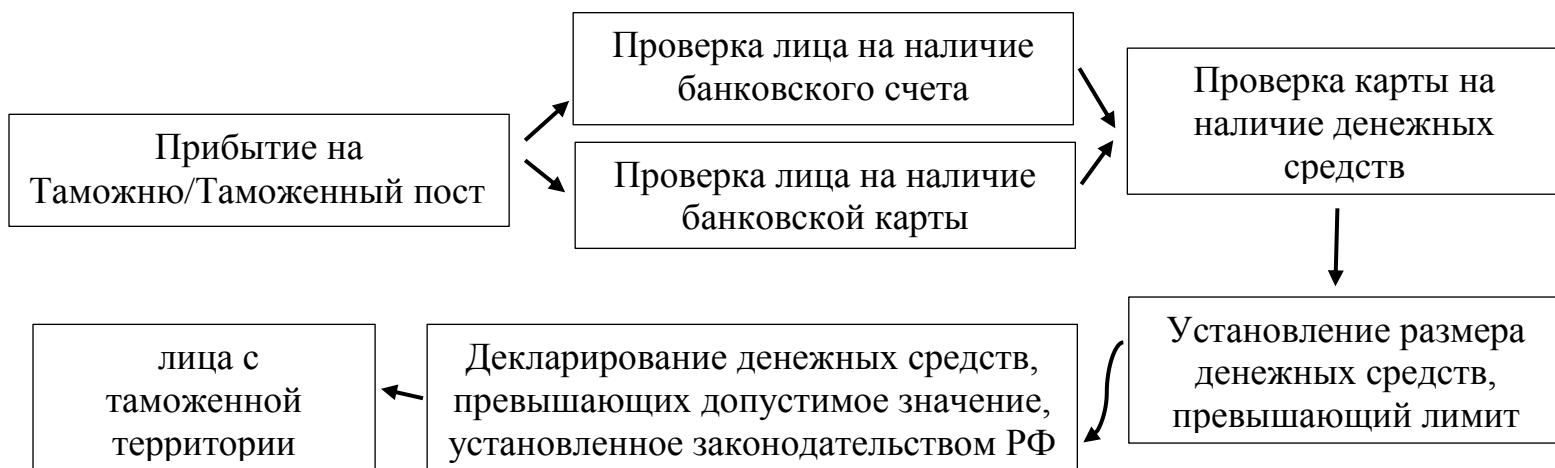 Прибытие на
Таможню/Таможенный пост
Проверка лица на наличие
банковского счета
Проверка лица на наличие
банковской карты
Проверка карты на
наличие денежных
средств
Установление размера
денежных средств,
превышающий лимит
Декларирование денежных средств,
превышающих допустимое значение,
установленное законодательством РФ
лица с
таможенной
территории